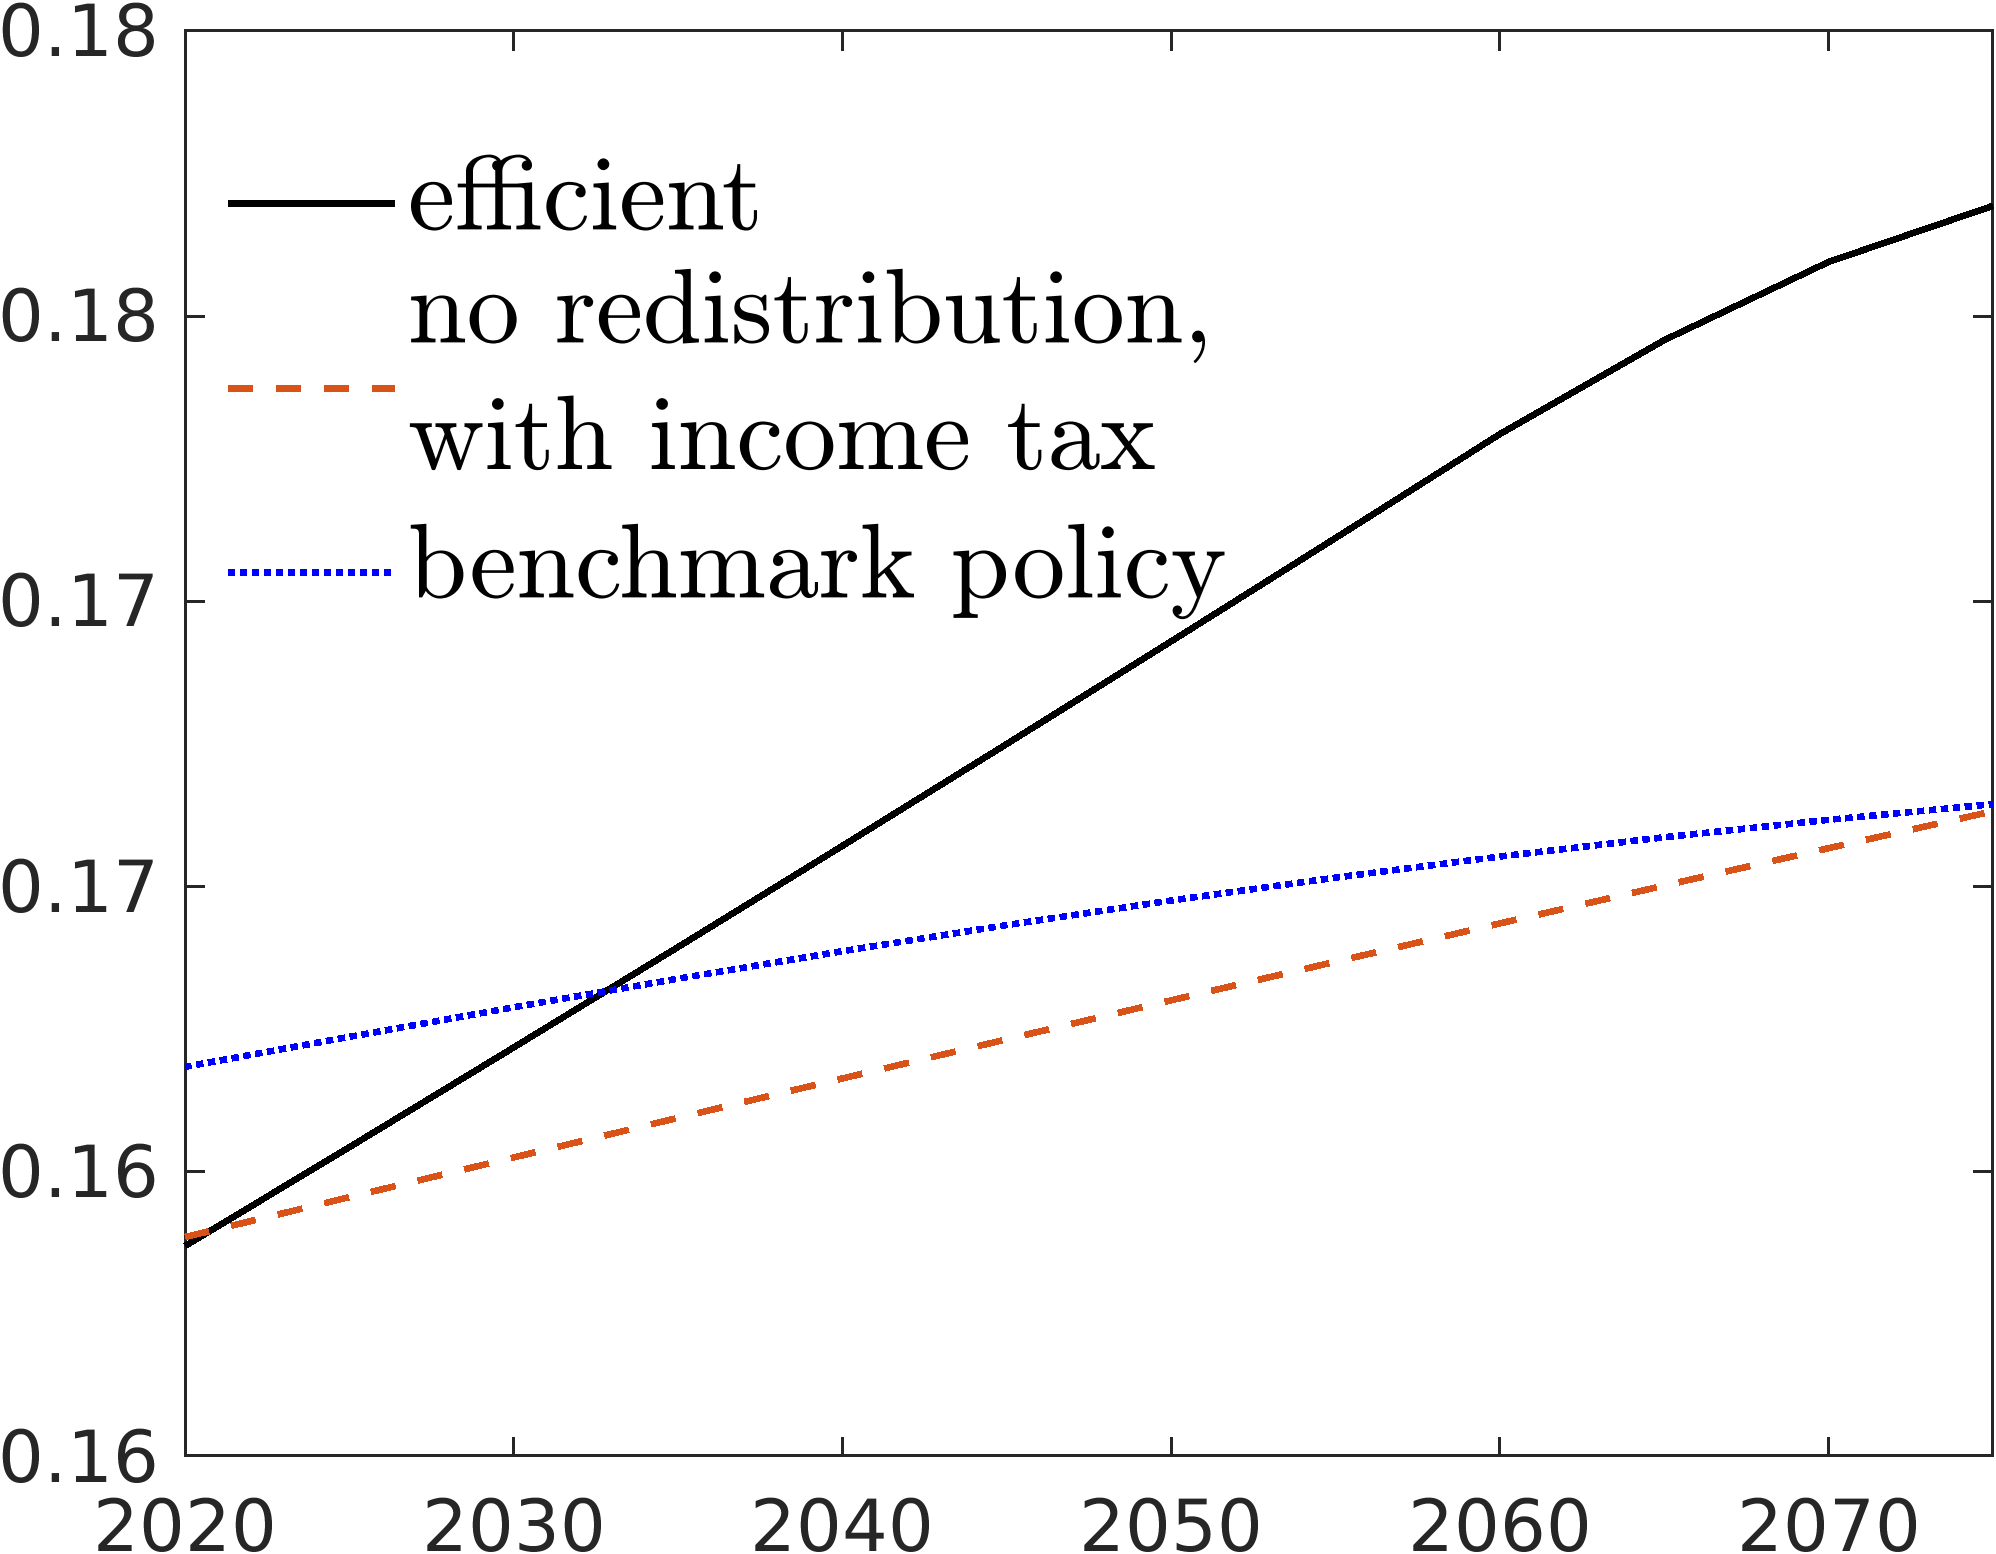 0.18
efficient
no redistribution,
0.18
with income tax
benchmark policy
0.17
0.17
0.16
0.16
2020 2030 2040 2050 2060 2070